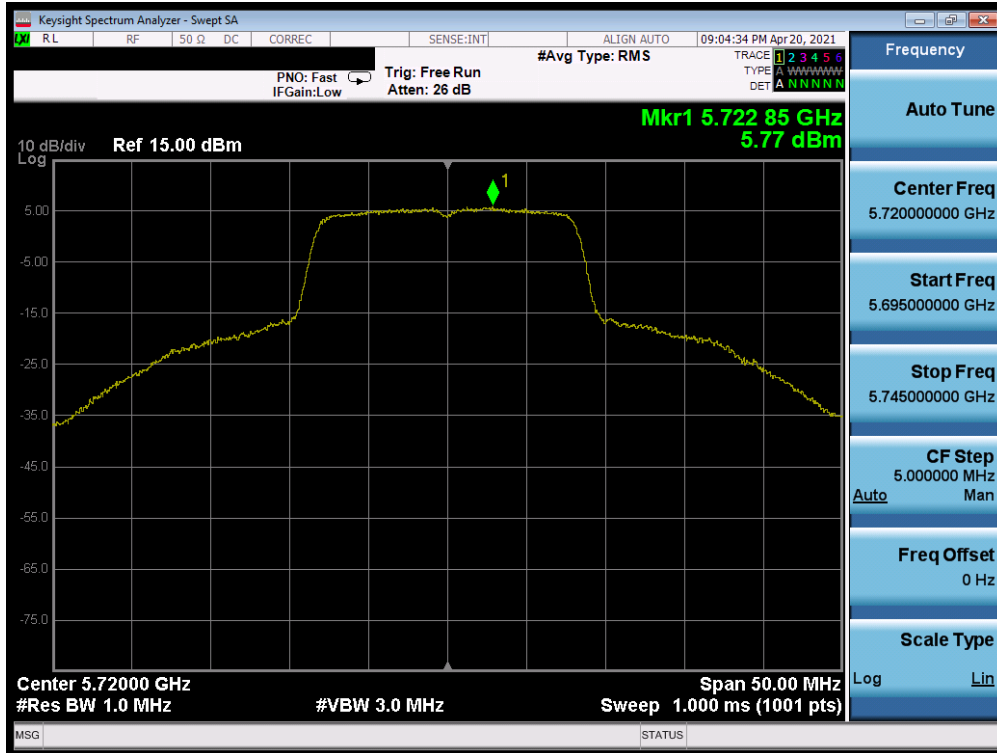 Keysight Spectrum Analyzer - Swept SA
LXI RL RF 50 Ω DC CORREC SENSE:INT ALIGN AUTO 09:04:34 PM Apr 20, 2021
PNO: Fast
IFGain:Low
Trig: Free Run
Atten: 26 dB
#Avg Type: RMS
TRACE 1 2 3 4 5 6
TYPE A WWWWW
DET A N N N N N
Mkr1 5.722 85 GHz
5.77 dBm
10 dB/div
Log
Ref 15.00 dBm
1
5.00
-5.00
-15.0
-25.0
-35.0
-45.0
-55.0
-65.0
-75.0
Center 5.72000 GHz
Span 50.00 MHz
#Res BW 1.0 MHz
#VBW 3.0 MHz
Sweep 1.000 ms (1001 pts)
MSG
STATUS
Frequency
Auto Tune
Center Freq
5.720000000 GHz
Start Freq
5.695000000 GHz
Stop Freq
5.745000000 GHz
CF Step
5.000000 MHz
Auto Man
Freq Offset
0 Hz
Scale Type
Log Lin